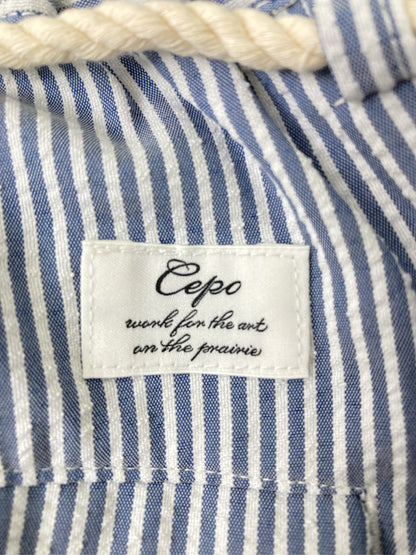 Cepo
work for the art
on the prairie